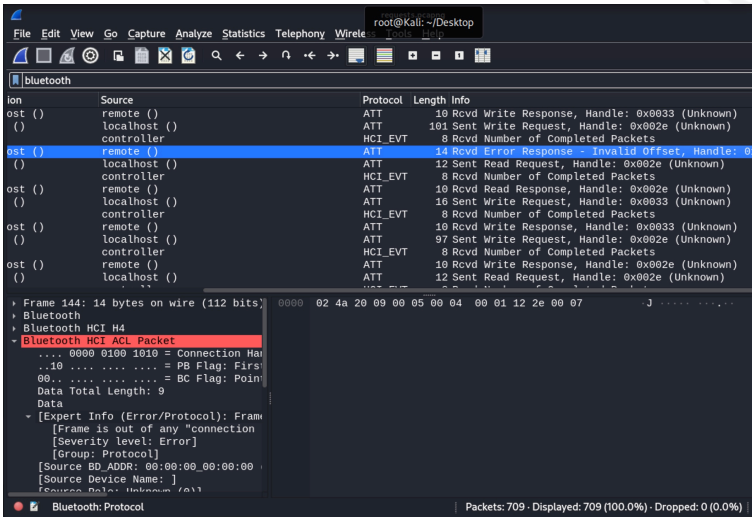 root@Kali: ~/Desktop
File Edit View Go Capture Analyze Statistics Telephony Wireless Tools Help
bluetooth
ion Source Protocol Length Info
ost () remote () ATT 10 Rcvd Write Response, Handle: 0x0033 (Unknown)
() localhost () ATT 101 Sent Write Request, Handle: 0x002e (Unknown)
controller HCI_EVT 8 Rcvd Number of Completed Packets
ost () remote () ATT 14 Rcvd Error Response - Invalid Offset, Handle: 0
() localhost () ATT 12 Sent Read Request, Handle: 0x002e (Unknown)
controller HCI_EVT 8 Rcvd Number of Completed Packets
ost () remote () ATT 10 Rcvd Read Response, Handle: 0x002e (Unknown)
() localhost () ATT 16 Sent Write Request, Handle: 0x0033 (Unknown)
controller HCI_EVT 8 Rcvd Number of Completed Packets
ost () remote () ATT 10 Rcvd Write Response, Handle: 0x0033 (Unknown)
() localhost () ATT 97 Sent Write Request, Handle: 0x002e (Unknown)
controller HCI_EVT 8 Rcvd Number of Completed Packets
ost () remote () ATT 10 Rcvd Write Response, Handle: 0x002e (Unknown)
() localhost () ATT 12 Sent Read Request, Handle: 0x002e (Unknown)
Frame 144: 14 bytes on wire (112 bits)
0000 02 4a 20 09 00 05 00 04 00 01 12 2e 00 07 ·J ····· ···.··
Bluetooth
Bluetooth HCI H4
Bluetooth HCI ACL Packet
.... 0000 0100 1010 = Connection Han
..10 .... .... .... = PB Flag: First
00.. .... .... .... = BC Flag: Point
Data Total Length: 9
Data
[Expert Info (Error/Protocol): Frame
[Frame is out of any "connection
[Severity level: Error]
[Group: Protocol]
[Source BD_ADDR: 00:00:00_00:00:00
[Source Device Name: ]
[Source Role: Unknown (0)]
Bluetooth: Protocol
Packets: 709 · Displayed: 709 (100.0%) · Dropped: 0 (0.0%)